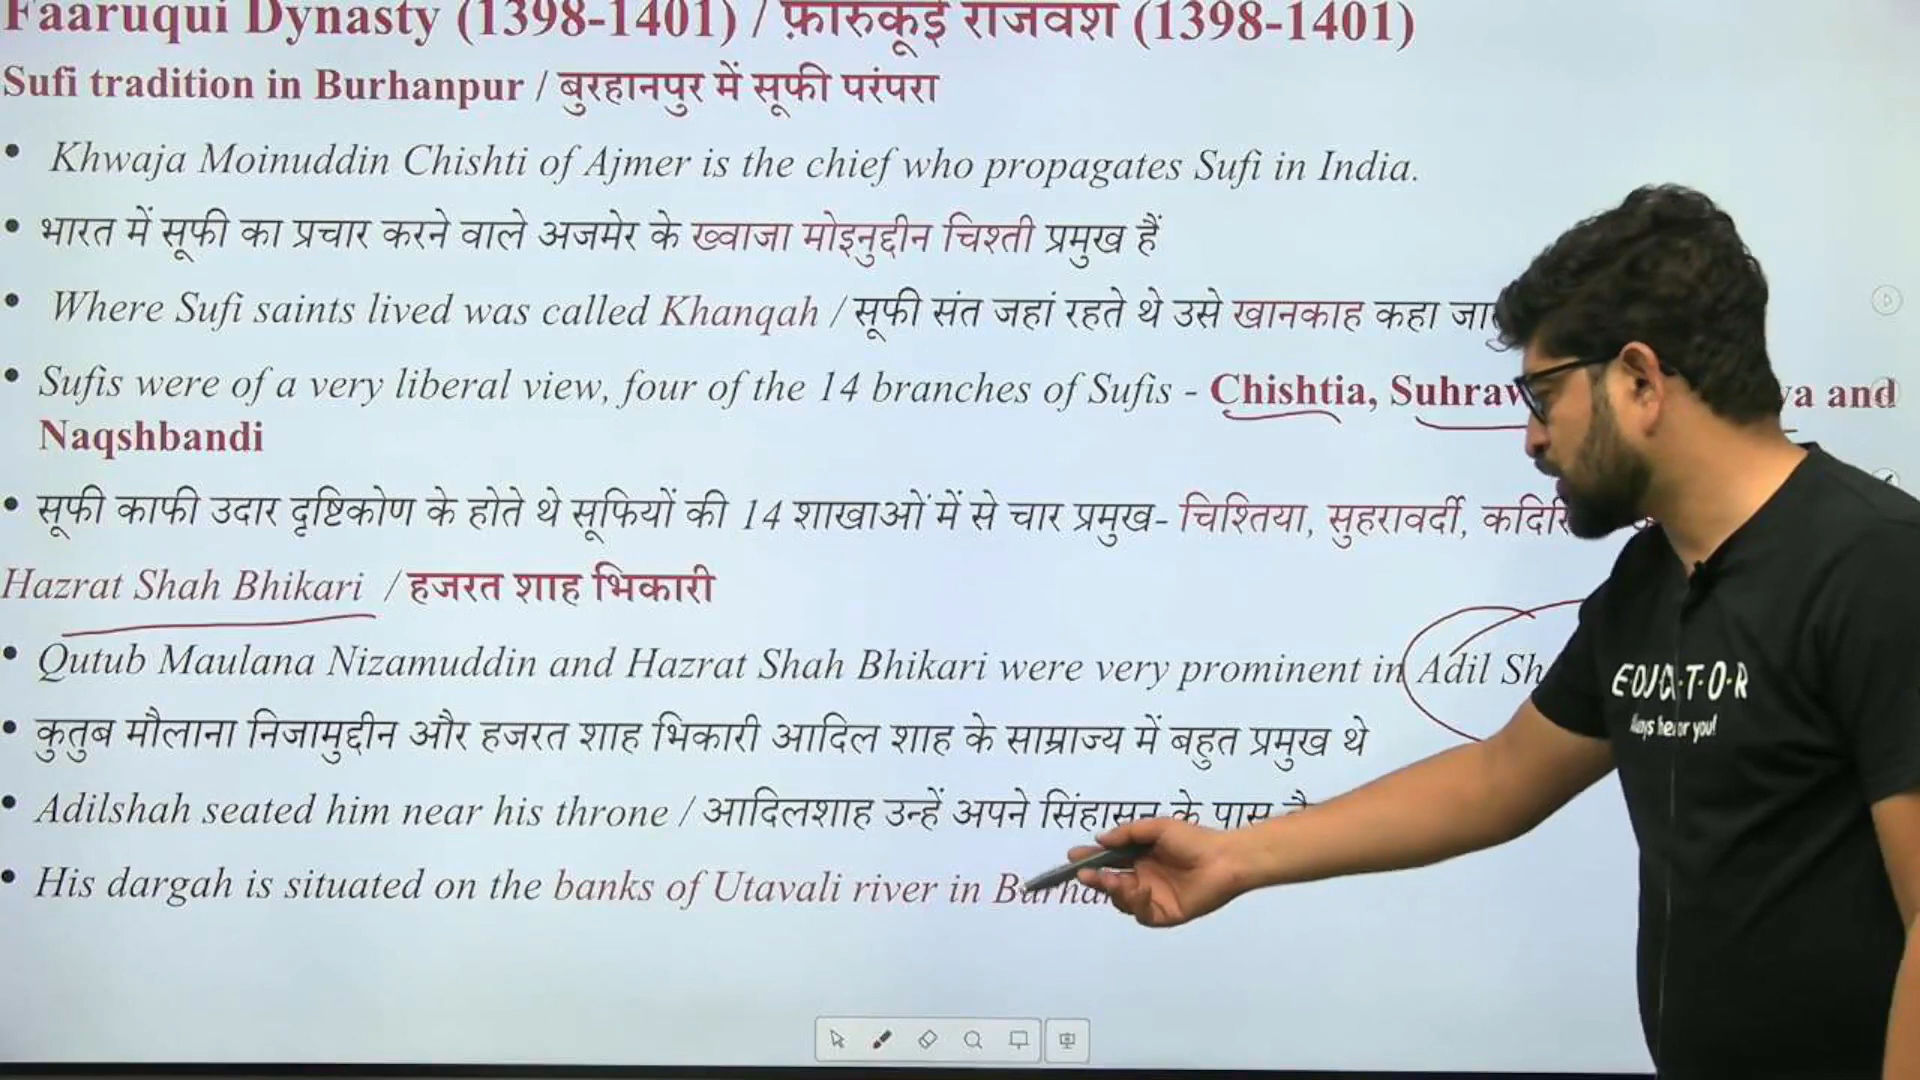 Faaruqui Dynasty (1398-1401) / फ़ारुकूई राजवंश (1398-1401)
Sufi tradition in Burhanpur / बुरहानपुर में सूफी परंपरा
• Khwaja Moinuddin Chishti of Ajmer is the chief who propagates Sufi in India.
• भारत में सूफी का प्रचार करने वाले अजमेर के ख्वाजा मोइनुद्दीन चिश्ती प्रमुख हैं
• Where Sufi saints lived was called Khanqah / सूफी संत जहां रहते थे उसे खानकाह कहा
• Sufis were of a very liberal view, four of the 14 branches of Sufis - Chishtia, and
Naqshbandi
• सूफी काफी उदार दृष्टिकोण के होते थे सूफियों की 14 शाखाओं में से चार प्रमुख- चिश्तिया, सुहरावर्दी,
Hazrat Shah Bhikari / हजरत शाह भिकारी
• Qutub Maulana Nizamuddin and Hazrat Shah Bhikari were very prominent in Adil
• कुतुब मौलाना निजामुद्दीन और हजरत शाह भिकारी आदिल शाह के साम्राज्य में बहुत प्रमुख थे
• Adilshah seated him near his throne / आदिलशाह उन्हें अपने सिंहासन के पास
• His dargah is situated on the banks of Utavali river in